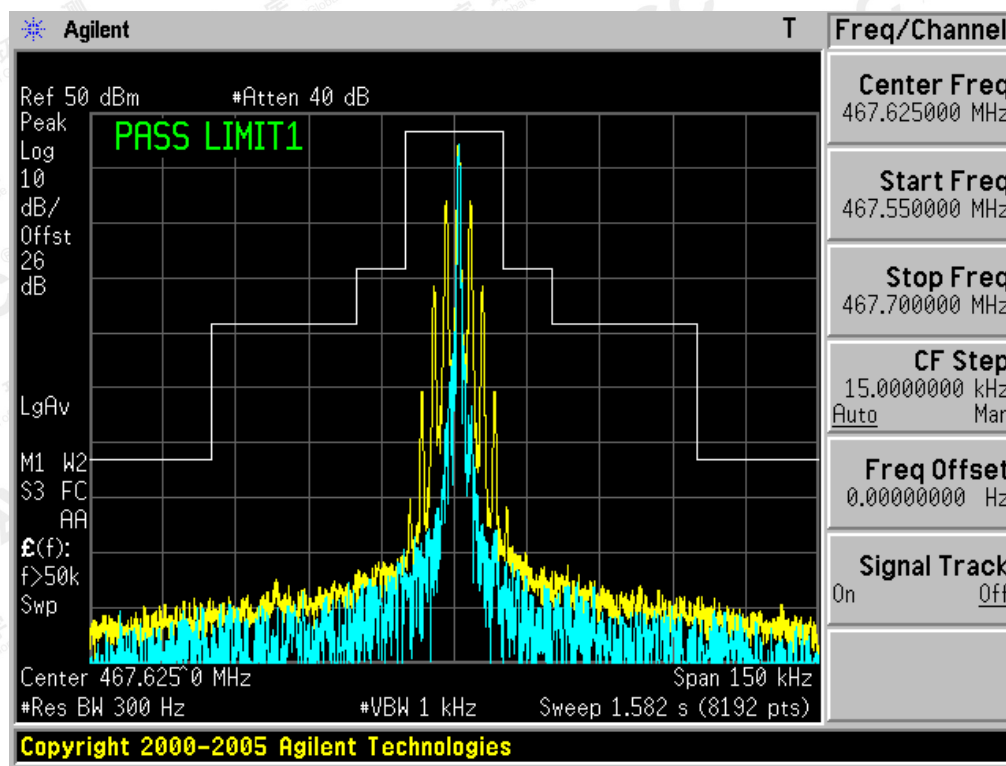 Agilent T
Freq/Channel
Ref 50 dBm #Atten 40 dB
Peak
Log
10
dB/
Offst
26
dB
LgAv
M1 W2
S3 FC
AA
£(f):
f>50k
Swp
PASS LIMIT1
Center 467.625 0 MHz Span 150 kHz
#Res BW 300 Hz #VBW 1 kHz Sweep 1.582 s (8192 pts)
Center Freq
467.625000 MHz
Start Freq
467.550000 MHz
Stop Freq
467.700000 MHz
CF Step
15.0000000 kHz
Auto Man
Freq Offset
0.00000000 Hz
Signal Track
On Off
Copyright 2000-2005 Agilent Technologies